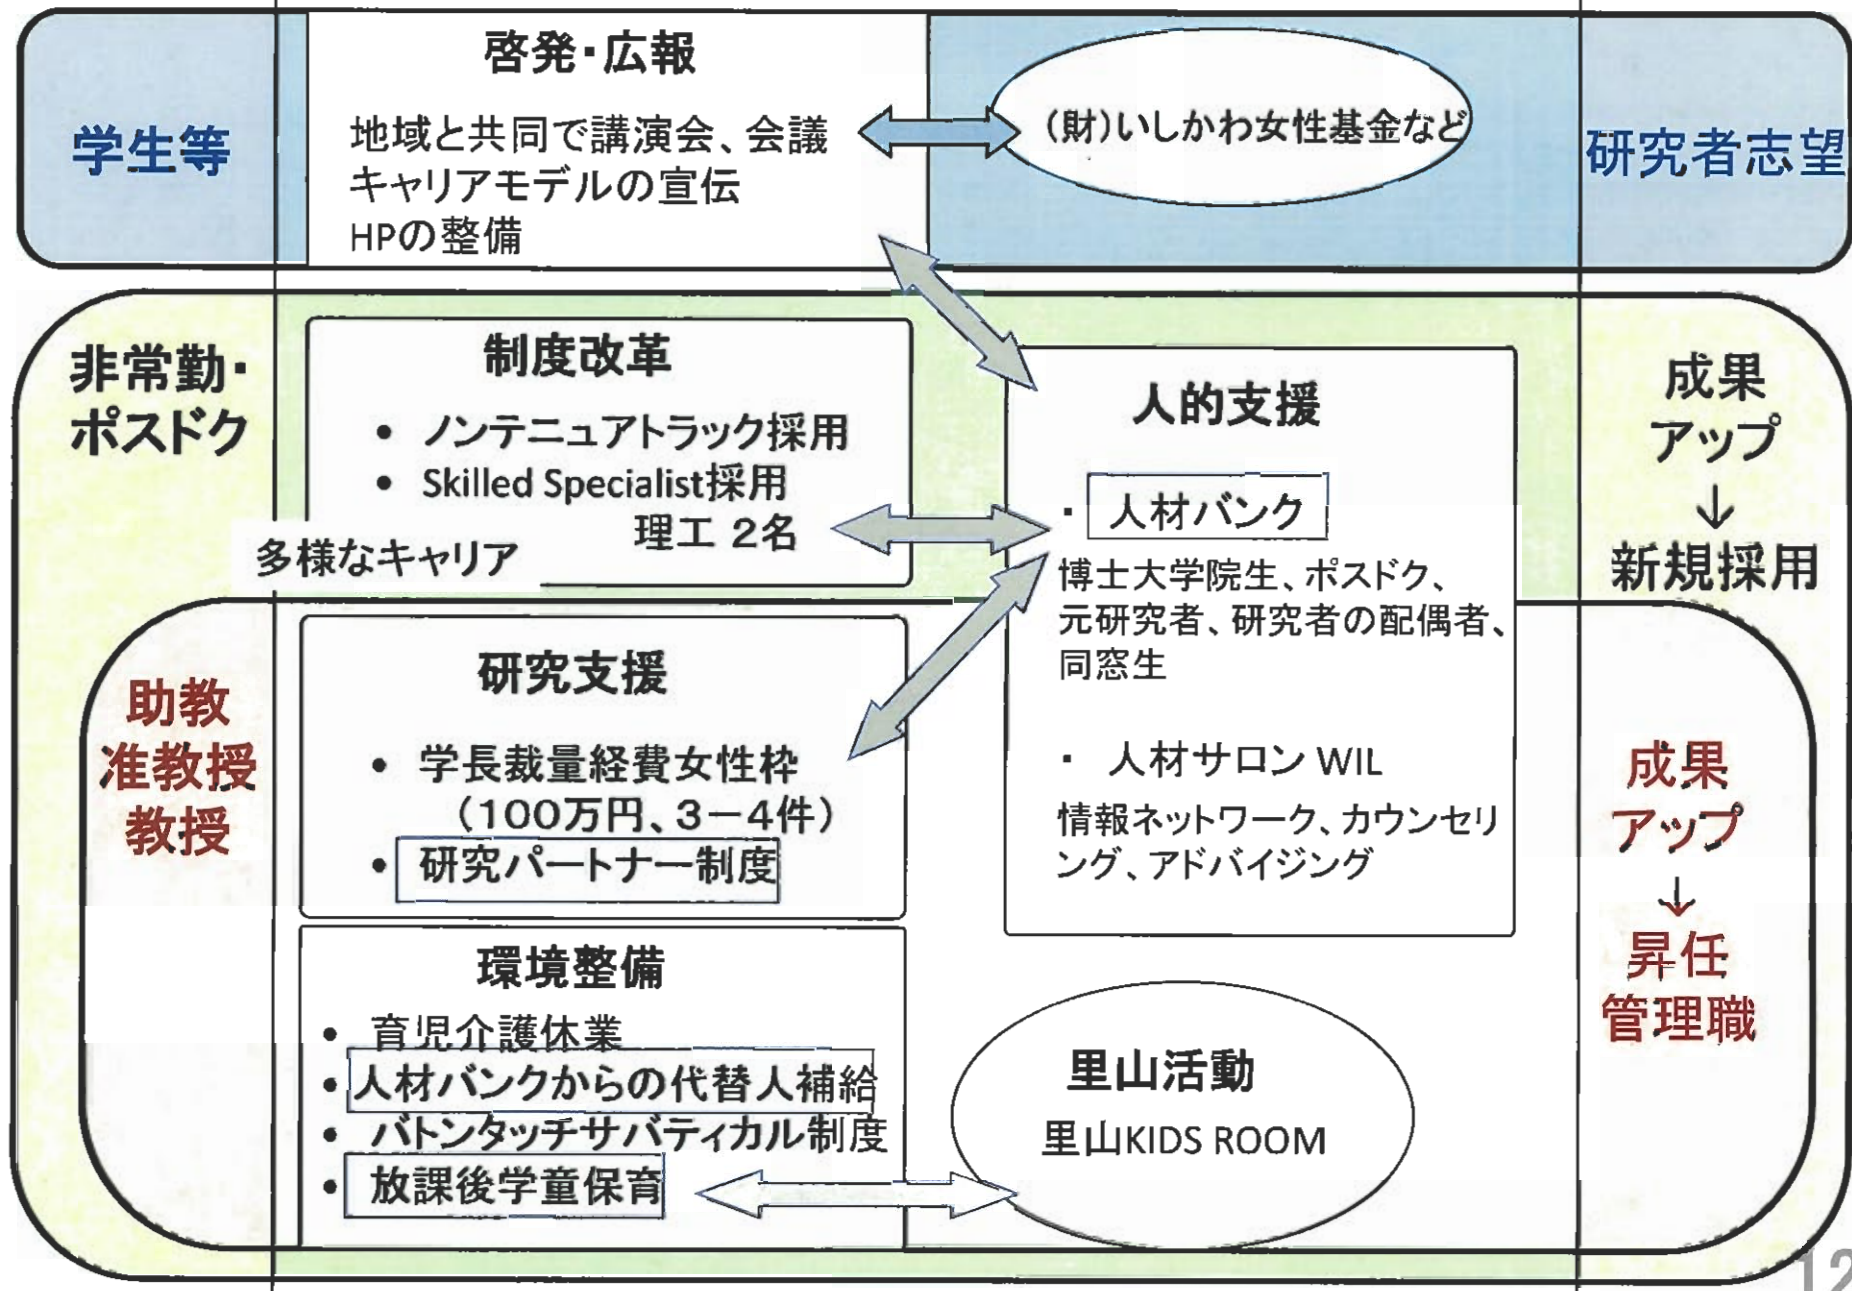 学生等
啓発・広報
地域と共同で講演会、会議
キャリアモデルの宣伝
HPの整備
(財)いしかわ女性基金など
研究者志望
非常勤・
ポスドク
制度改革
• ノンテニュアトラック採用
• Skilled Specialist採用
理工 2名
多様なキャリア
人的支援
・ 人材バンク
博士大学院生、ポスドク、
元研究者、研究者の配偶者、
同窓生
・ 人材サロン WIL
情報ネットワーク、カウンセリ
ング、アドバイジング
成果
アップ
↓
新規採用
助教
准教授
教授
研究支援
• 学長裁量経費女性枠
(100万円、3－4件)
• 研究パートナー制度
環境整備
• 育児介護休業
• 人材バンクからの代替人補給
• バトンタッチサバティカル制度
• 放課後学童保育
里山活動
里山KIDS ROOM
成果
アップ
↓
昇任
管理職
12